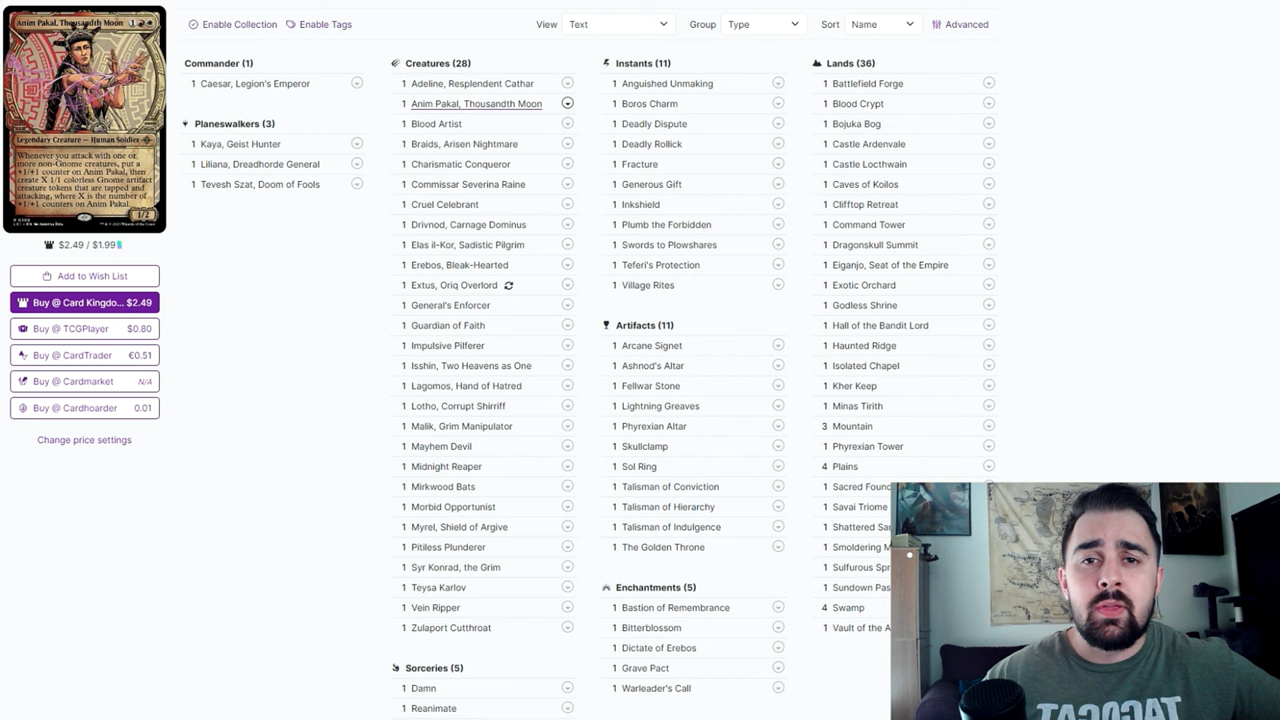 Anim Pakal, Thousandth Moon
Legendary Creature — Human Soldier
Whenever you attack with one or
more non-Gnome creatures, put a
+1/+1 counter on Anim Pakal, then
create X 1/1 colorless Gnome artifact
creature tokens that are tapped and
attacking, where X is the number of
+1/+1 counters on Anim Pakal.
1/2
$2.49 / $1.99
Add to Wish List
Buy @ Card Kingdo... $2.49
Buy @ TCGPlayer $0.80
Buy @ CardTrader €0.51
Buy @ Cardmarket N/A
Buy @ Cardhoarder 0.01
Change price settings
Enable Collection Enable Tags
View Text Group Type Sort Name Advanced
Commander (1)
1 Caesar, Legion's Emperor
Planeswalkers (3)
1 Kaya, Geist Hunter
1 Liliana, Dreadhorde General
1 Tevesh Szat, Doom of Fools
Creatures (28)
1 Adeline, Resplendent Cathar
1 Anim Pakal, Thousandth Moon
1 Blood Artist
1 Braids, Arisen Nightmare
1 Charismatic Conqueror
1 Commissar Severina Raine
1 Cruel Celebrant
1 Drivnod, Carnage Dominus
1 Elas il-Kor, Sadistic Pilgrim
1 Erebos, Bleak-Hearted
1 Extus, Oriq Overlord
1 General's Enforcer
1 Guardian of Faith
1 Impulsive Pilferer
1 Isshin, Two Heavens as One
1 Lagomos, Hand of Hatred
1 Lotho, Corrupt Shirriff
1 Malik, Grim Manipulator
1 Mayhem Devil
1 Midnight Reaper
1 Mirkwood Bats
1 Morbid Opportunist
1 Myrel, Shield of Argive
1 Pitiless Plunderer
1 Syr Konrad, the Grim
1 Teysa Karlov
1 Vein Ripper
1 Zulaport Cutthroat
Sorceries (5)
1 Damn
1 Reanimate
Instants (11)
1 Anguished Unmaking
1 Boros Charm
1 Deadly Dispute
1 Deadly Rollick
1 Fracture
1 Generous Gift
1 Inkshield
1 Plumb the Forbidden
1 Swords to Plowshares
1 Teferi's Protection
1 Village Rites
Artifacts (11)
1 Arcane Signet
1 Ashnod's Altar
1 Fellwar Stone
1 Lightning Greaves
1 Phyrexian Altar
1 Skullclamp
1 Sol Ring
1 Talisman of Conviction
1 Talisman of Hierarchy
1 Talisman of Indulgence
1 The Golden Throne
Enchantments (5)
1 Bastion of Remembrance
1 Bitterblossom
1 Dictate of Erebos
1 Grave Pact
1 Warleader's Call
Lands (36)
1 Battlefield Forge
1 Blood Crypt
1 Bojuka Bog
1 Castle Ardenvale
1 Castle Locthwain
1 Caves of Koilos
1 Clifftop Retreat
1 Command Tower
1 Dragonskull Summit
1 Eiganjo, Seat of the Empire
1 Exotic Orchard
1 Godless Shrine
1 Hall of the Bandit Lord
1 Haunted Ridge
1 Isolated Chapel
1 Kher Keep
1 Minas Tirith
3 Mountain
1 Phyrexian Tower
4 Plains
1 Sacred Foun
1 Savai Triome
1 Shattered Sa
1 Smoldering M
1 Sulfurous Spr
1 Sundown Pas
4 Swamp
1 Vault of the A